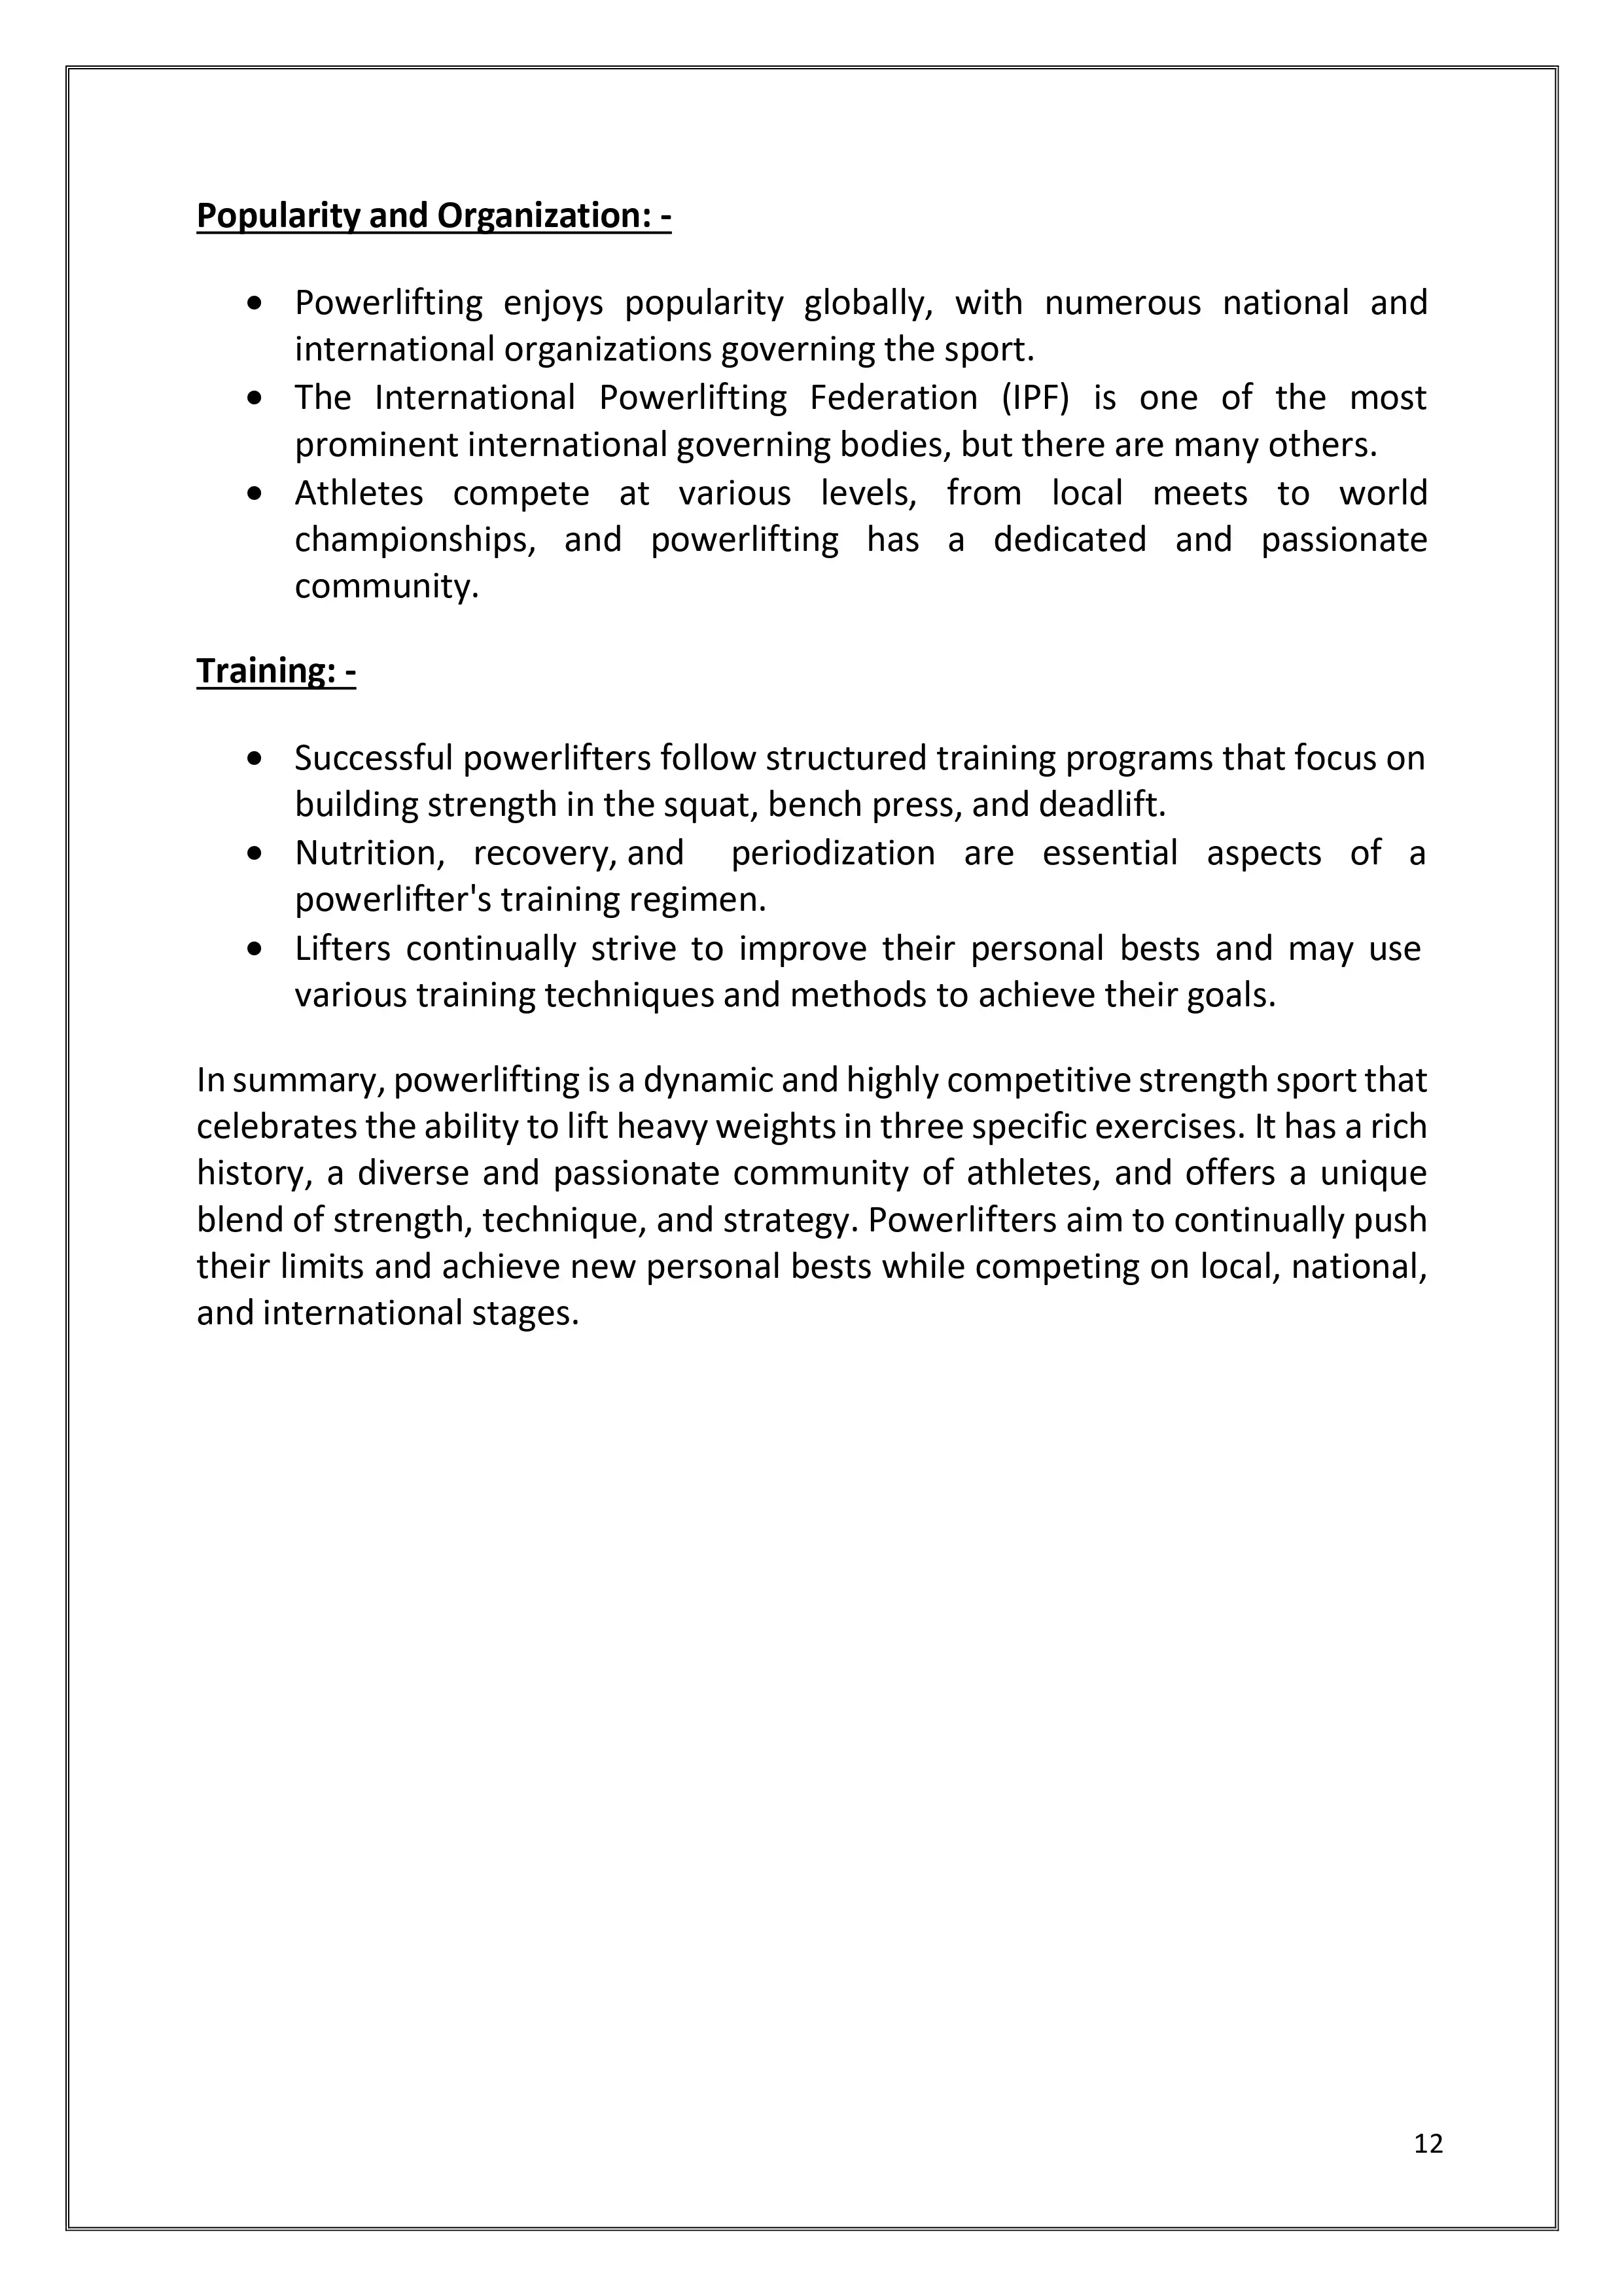 Popularity and Organization: -
• Powerlifting enjoys popularity globally, with numerous national and
international organizations governing the sport.
• The International Powerlifting Federation (IPF) is one of the most
prominent international governing bodies, but there are many others.
• Athletes compete at various levels, from local meets to world
championships, and powerlifting has a dedicated and passionate
community.
Training: -
• Successful powerlifters follow structured training programs that focus on
building strength in the squat, bench press, and deadlift.
• Nutrition, recovery, and periodization are essential aspects of a
powerlifter's training regimen.
• Lifters continually strive to improve their personal bests and may use
various training techniques and methods to achieve their goals.
In summary, powerlifting is a dynamic and highly competitive strength sport that
celebrates the ability to lift heavy weights in three specific exercises. It has a rich
history, a diverse and passionate community of athletes, and offers a unique
blend of strength, technique, and strategy. Powerlifters aim to continually push
their limits and achieve new personal bests while competing on local, national,
and international stages.
12